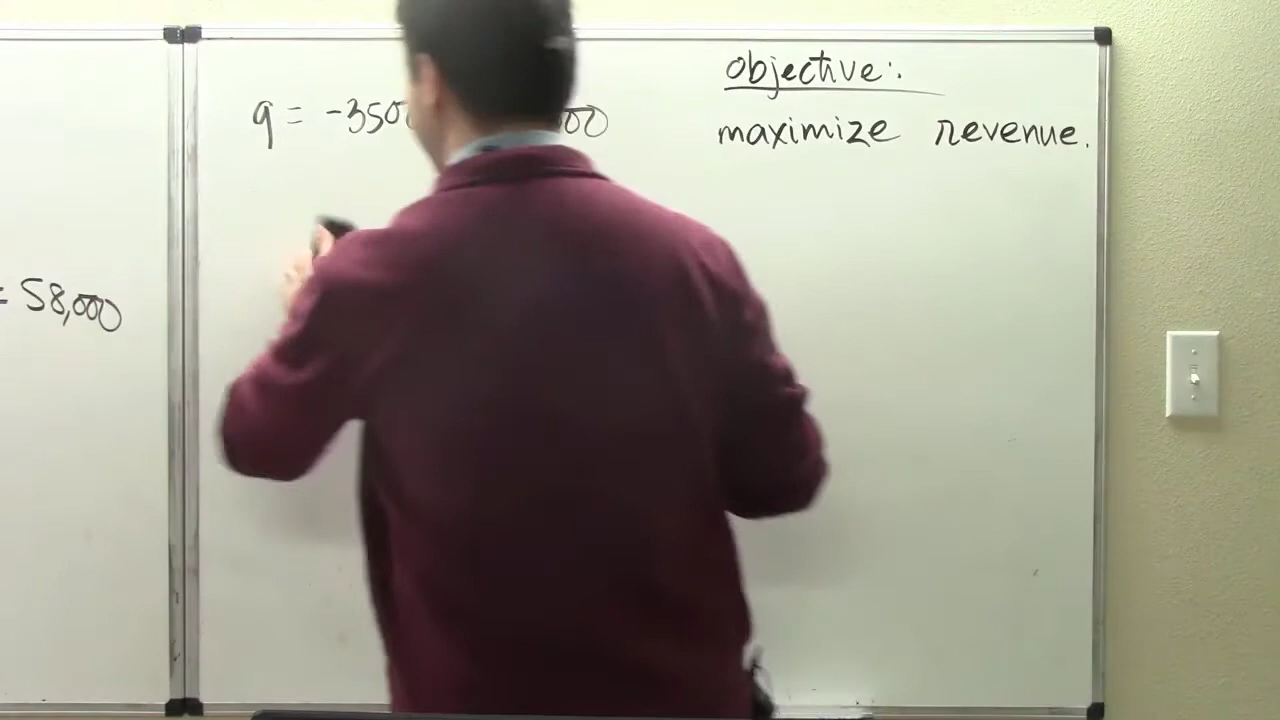 = 58,000
q = -350
objective:
maximize revenue.